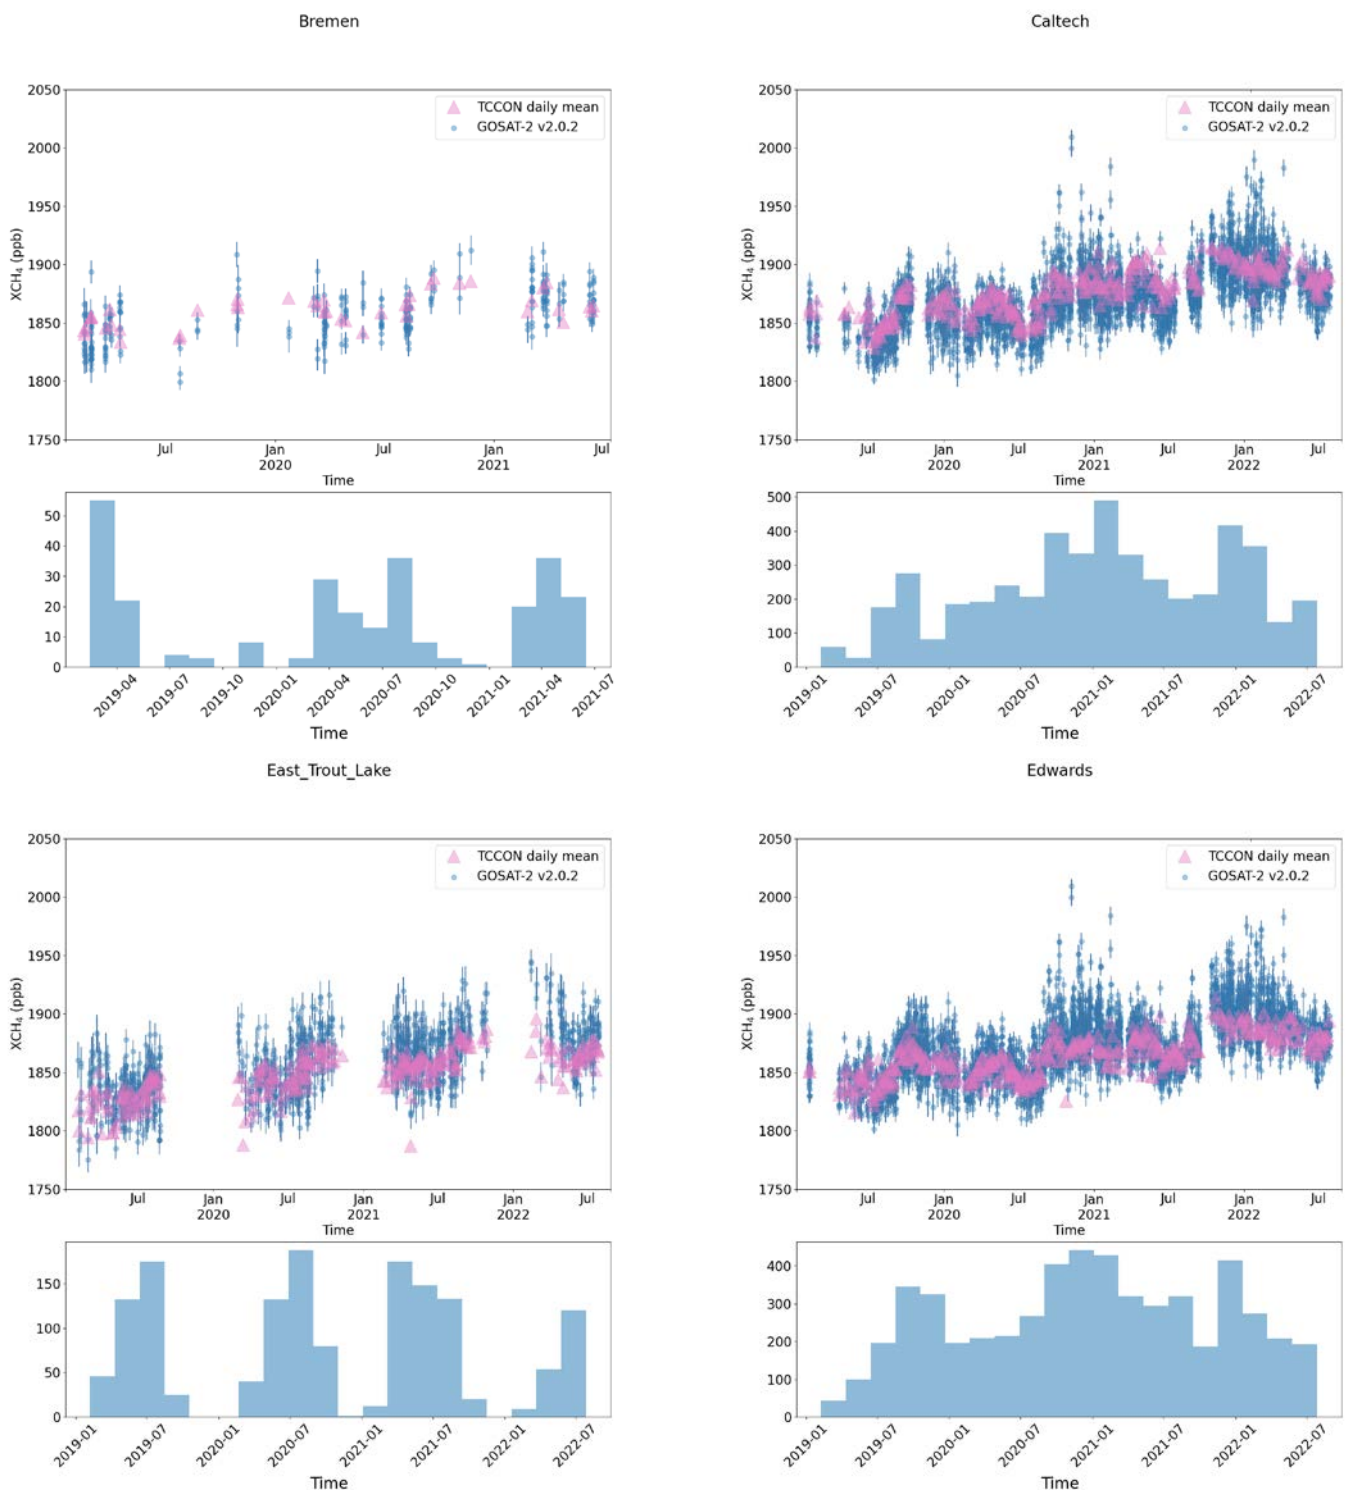 Bremen
2050
2000
1950
1900
1850
1800
1750
XCH₄ (ppb)
TCCON daily mean
GOSAT-2 v2.0.2
Jul Jan Jul Jan Jul
2020 2021
Time
50
40
30
20
10
0
2019-04 2019-07 2019-10 2020-01 2020-04 2020-07 2020-10 2021-01 2021-04 2021-07
Time
Caltech
2050
2000
1950
1900
1850
1800
1750
XCH₄ (ppb)
TCCON daily mean
GOSAT-2 v2.0.2
Jul Jan Jul Jan Jul Jan Jul
2020 2021 2022
Time
500
400
300
200
100
0
2019-01 2019-07 2020-01 2020-07 2021-01 2021-07 2022-01 2022-07
Time
East_Trout_Lake
2050
2000
1950
1900
1850
1800
1750
XCH₄ (ppb)
TCCON daily mean
GOSAT-2 v2.0.2
Jul Jan Jul Jan Jul Jan Jul
2020 2021 2022
Time
150
100
50
0
2019-01 2019-07 2020-01 2020-07 2021-01 2021-07 2022-01 2022-07
Time
Edwards
2050
2000
1950
1900
1850
1800
1750
XCH₄ (ppb)
TCCON daily mean
GOSAT-2 v2.0.2
Jul Jan Jul Jan Jul Jan Jul
2020 2021 2022
Time
400
300
200
100
0
2019-01 2019-07 2020-01 2020-07 2021-01 2021-07 2022-01 2022-07
Time